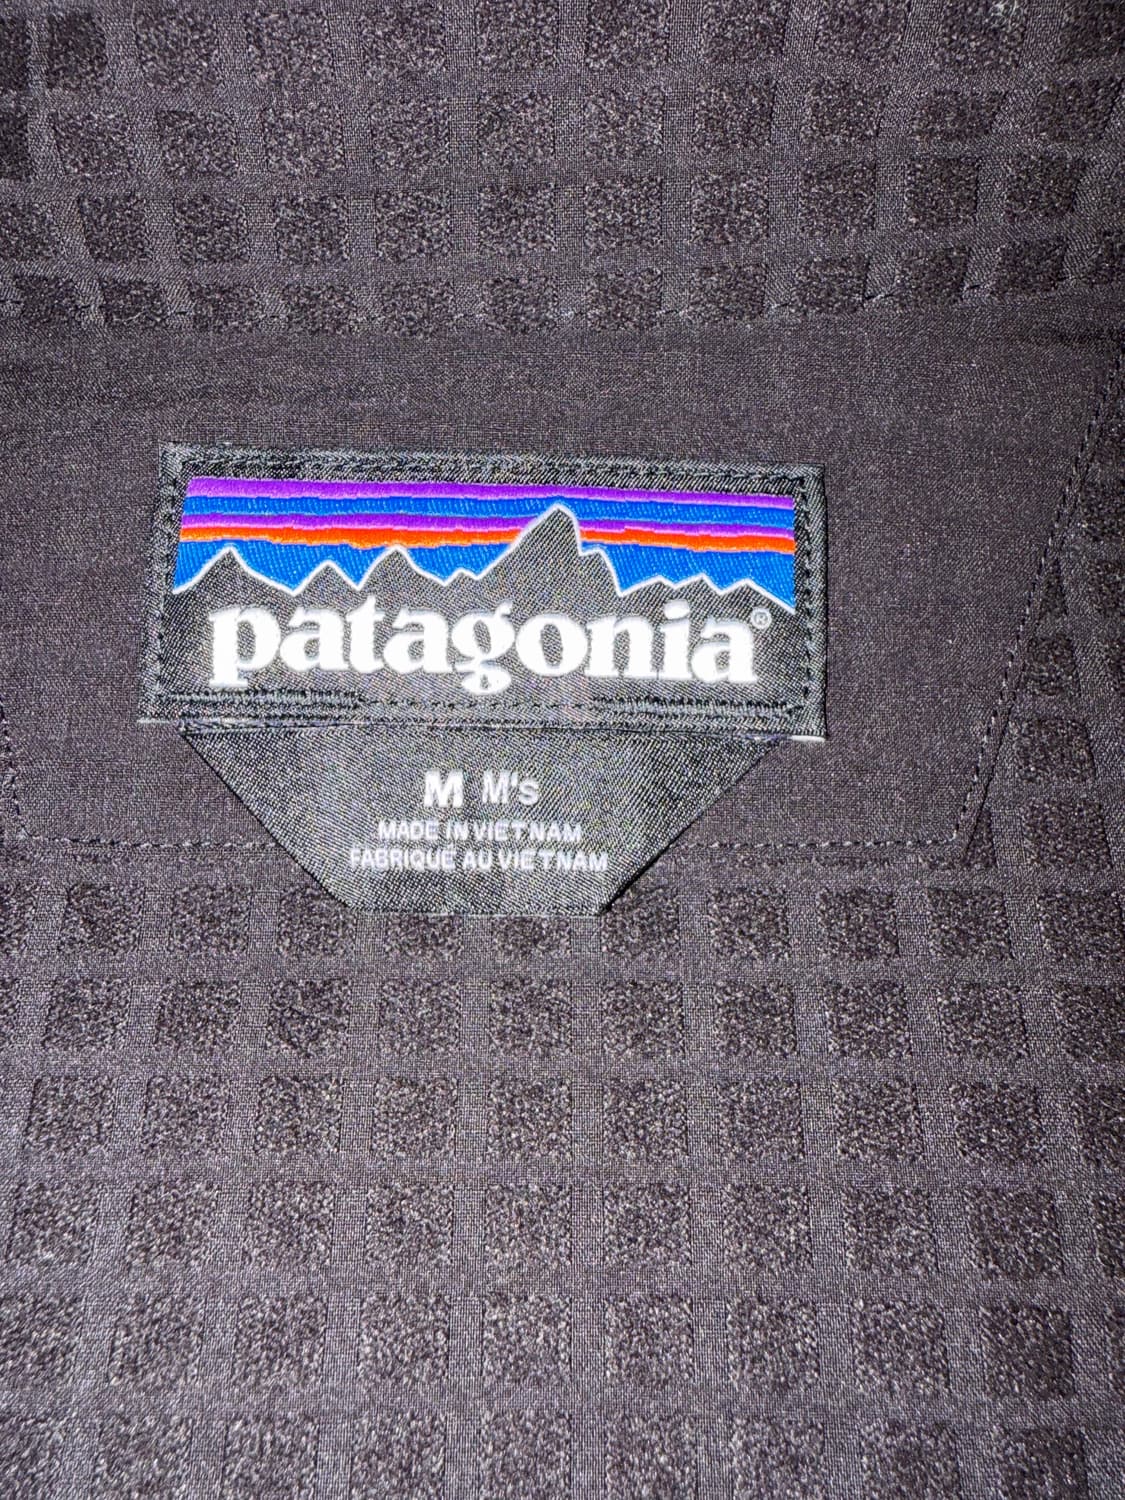 patagonia®
M M's
MADE IN VIETNAM
FABRIQUÉ AU VIETNAM